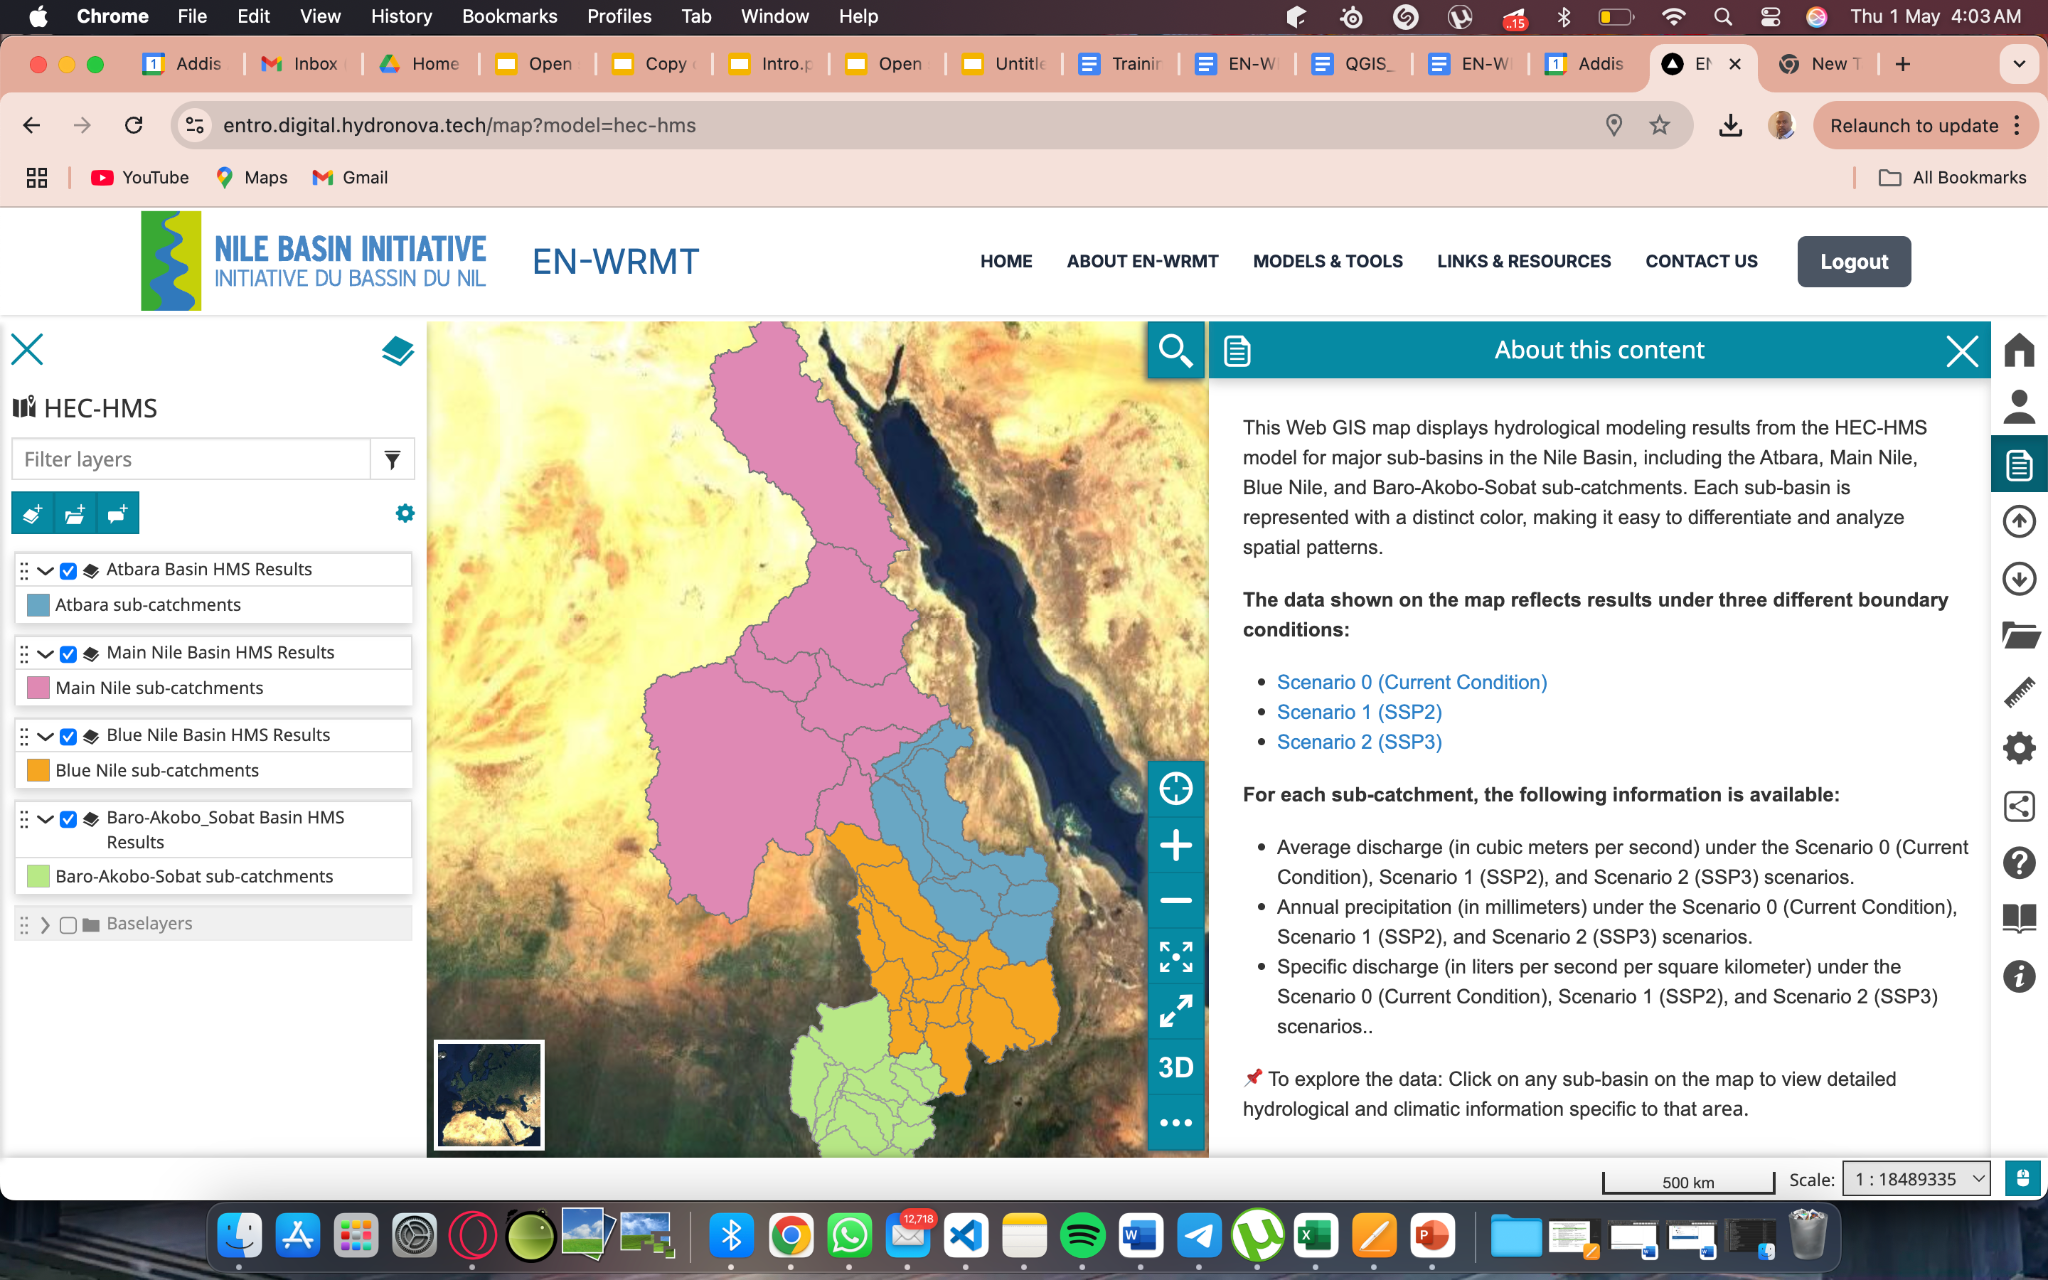 Chrome File Edit View History Bookmarks Profiles Tab Window Help ..15 Thu 1 May 4:03 AM
1 Addis Inbox Home Open Copy Intro.p Open Untitle Trainin EN-W QGIS_ EN-W 1 Addis EN New T
entro.digital.hydronova.tech/map?model=hec-hms Relaunch to update
YouTube Maps Gmail All Bookmarks
NILE BASIN INITIATIVE
INITIATIVE DU BASSIN DU NIL
EN-WRMT
HOME ABOUT EN-WRMT MODELS & TOOLS LINKS & RESOURCES CONTACT US Logout
HEC-HMS
Filter layers
Atbara Basin HMS Results
Atbara sub-catchments
Main Nile Basin HMS Results
Main Nile sub-catchments
Blue Nile Basin HMS Results
Blue Nile sub-catchments
Baro-Akobo_Sobat Basin HMS
Results
Baro-Akobo-Sobat sub-catchments
Baselayers
3D
About this content
This Web GIS map displays hydrological modeling results from the HEC-HMS
model for major sub-basins in the Nile Basin, including the Atbara, Main Nile,
Blue Nile, and Baro-Akobo-Sobat sub-catchments. Each sub-basin is
represented with a distinct color, making it easy to differentiate and analyze
spatial patterns.
The data shown on the map reflects results under three different boundary
conditions:
• Scenario 0 (Current Condition)
• Scenario 1 (SSP2)
• Scenario 2 (SSP3)
For each sub-catchment, the following information is available:
• Average discharge (in cubic meters per second) under the Scenario 0 (Current
Condition), Scenario 1 (SSP2), and Scenario 2 (SSP3) scenarios.
• Annual precipitation (in millimeters) under the Scenario 0 (Current Condition),
Scenario 1 (SSP2), and Scenario 2 (SSP3) scenarios.
• Specific discharge (in liters per second per square kilometer) under the
Scenario 0 (Current Condition), Scenario 1 (SSP2), and Scenario 2 (SSP3)
scenarios..
📌 To explore the data: Click on any sub-basin on the map to view detailed
hydrological and climatic information specific to that area.
500 km Scale: 1 : 18489335
12,718